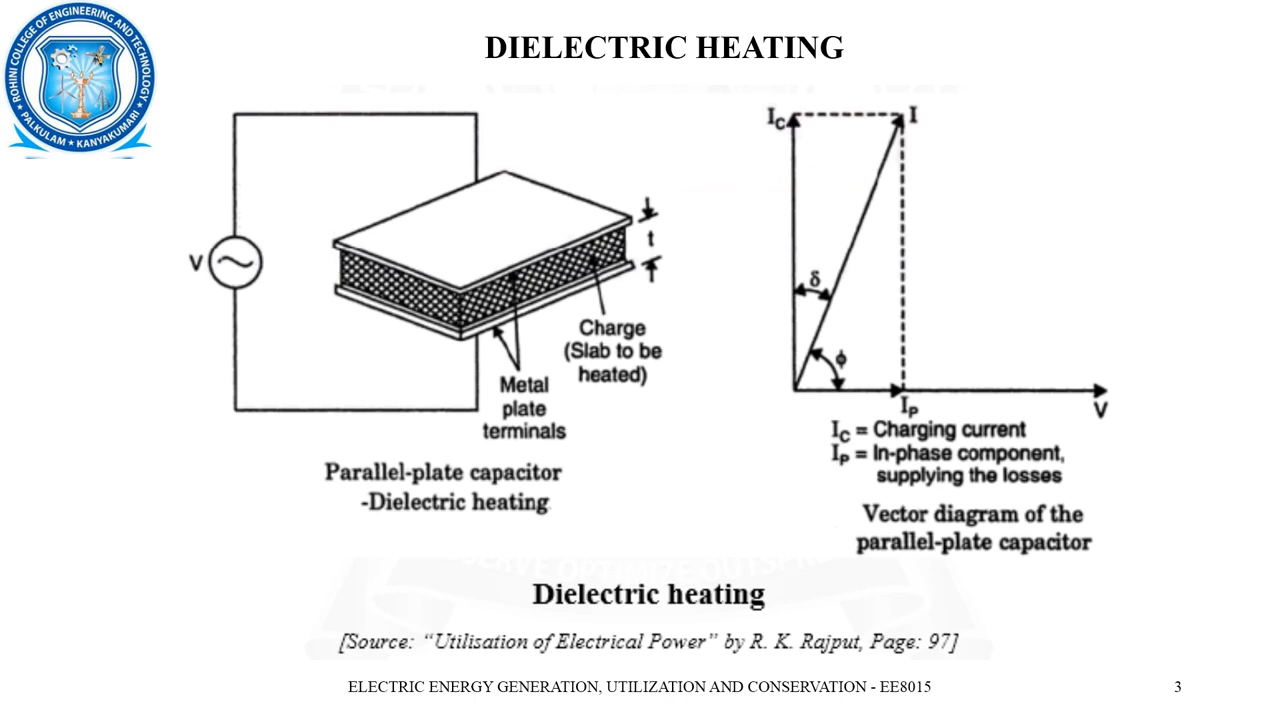 ROHINI COLLEGE OF ENGINEERING AND TECHNOLOGY
PALKULAM ★ KANYAKUMARI
DIELECTRIC HEATING
V
t
Charge
(Slab to be
heated)
Metal
plate
terminals
Parallel-plate capacitor
-Dielectric heating
I_C
I
δ
ϕ
I_P
V
I_C = Charging current
I_P = In-phase component,
supplying the losses
Vector diagram of the
parallel-plate capacitor
Dielectric heating
[Source: “Utilisation of Electrical Power” by R. K. Rajput, Page: 97]
ELECTRIC ENERGY GENERATION, UTILIZATION AND CONSERVATION - EE8015
3